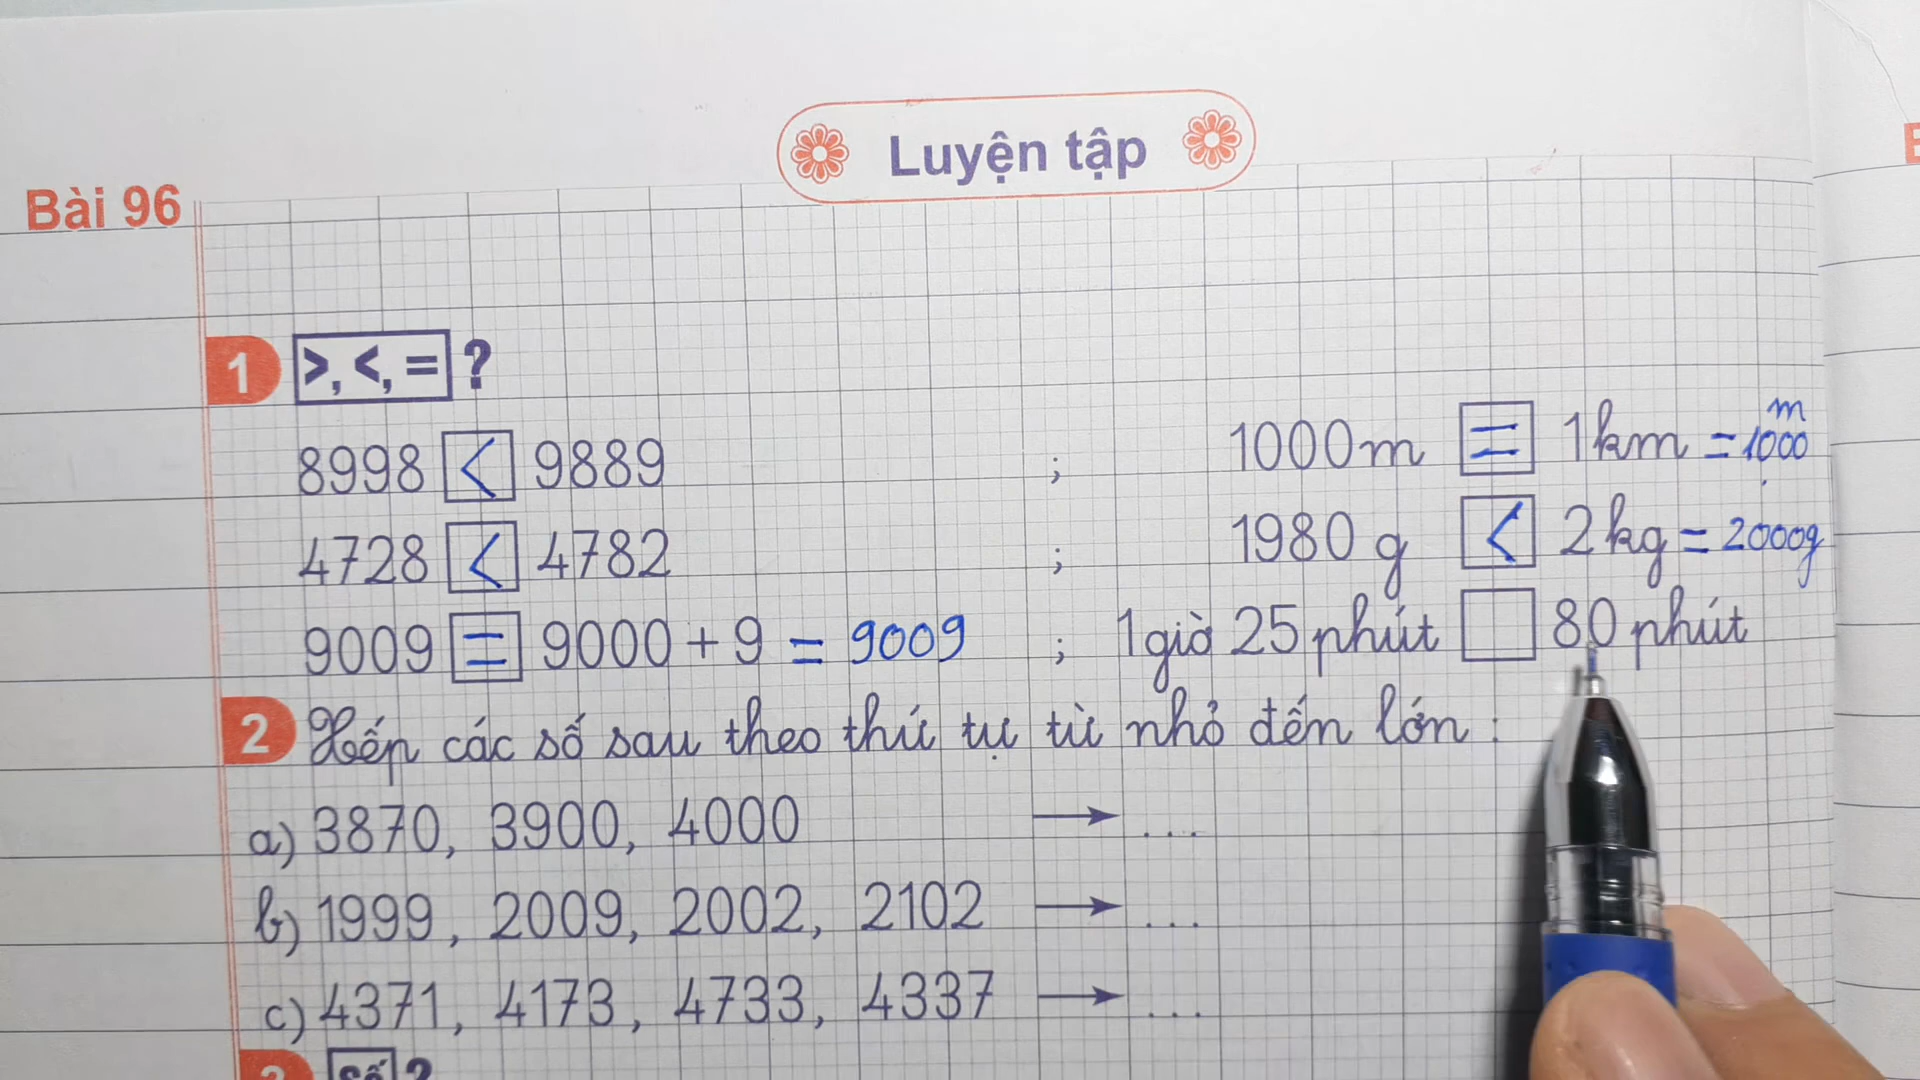 Luyện tập
Bài 96
1 >, <, = ?
8998 < 9889 ; 1000m = 1km = 1000m
4728 < 4782 ; 1980 g < 2kg = 2000g
9009 = 9000 + 9 = 9009 ; 1giờ 25 phút 80 phút
2 Xếp các số sau theo thứ tự từ nhỏ đến lớn :
a) 3870, 3900, 4000 → ...
b) 1999, 2009, 2002, 2102 → ...
c) 4371, 4173, 4733, 4337 → ...
3 Số ?